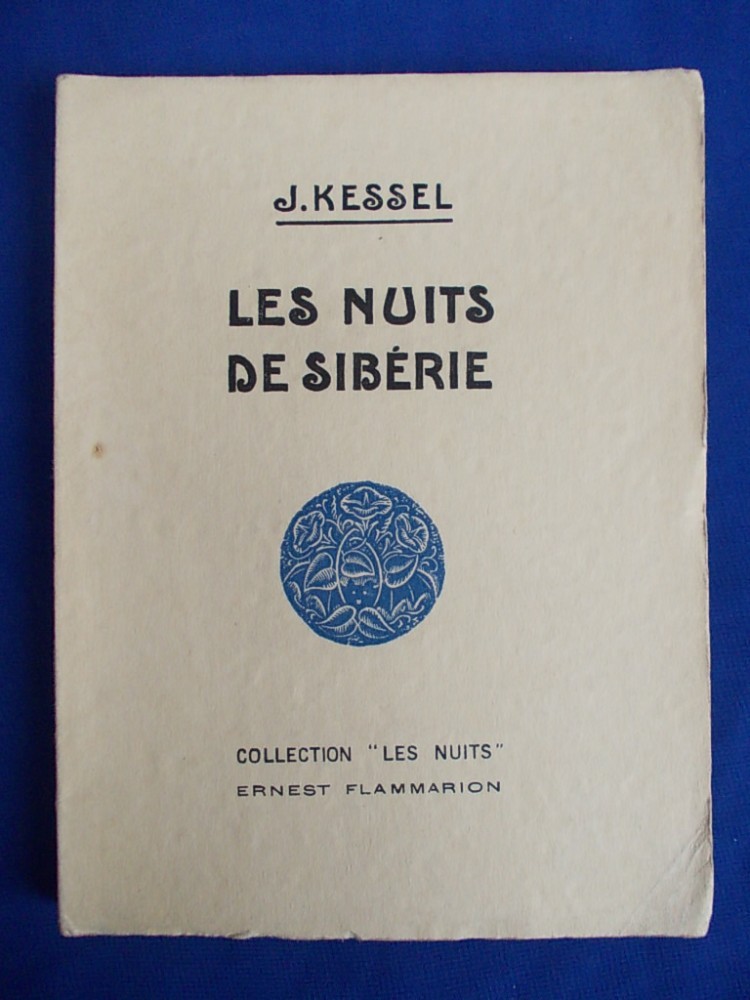 J. KESSEL
LES NUITS
DE SIBÉRIE
COLLECTION "LES NUITS"
ERNEST FLAMMARION